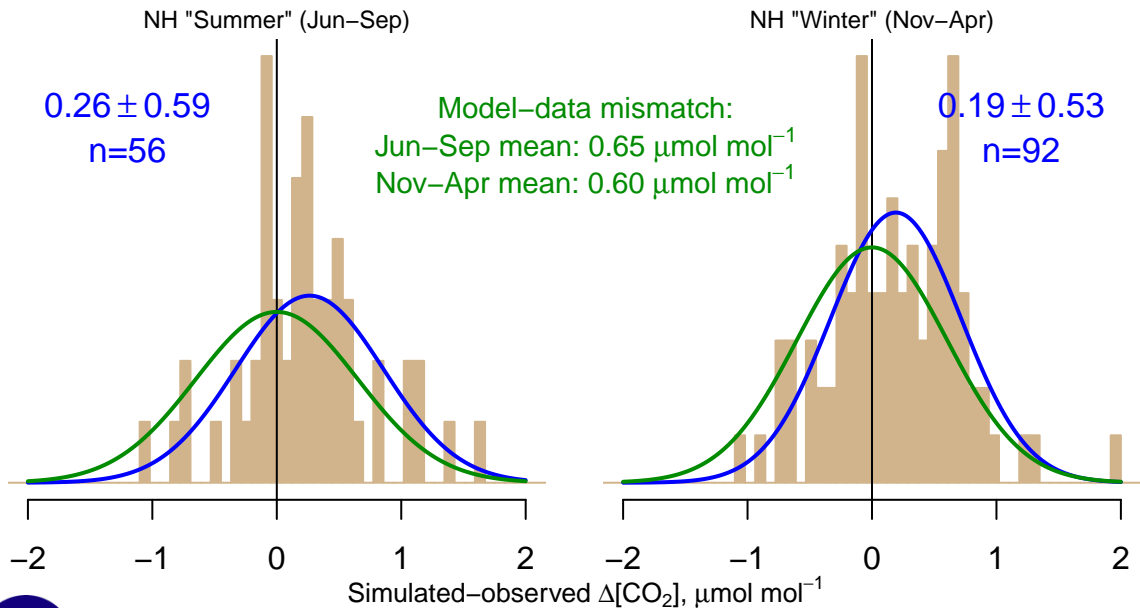 NH "Summer" (Jun−Sep)
NH "Winter" (Nov−Apr)
0.26 ± 0.59
n=56
Model−data mismatch:
Jun−Sep mean: 0.65 μmol mol⁻¹
Nov−Apr mean: 0.60 μmol mol⁻¹
0.19 ± 0.53
n=92
−2 −1 0 1 2
−2 −1 0 1 2
Simulated−observed Δ[CO₂], μmol mol⁻¹